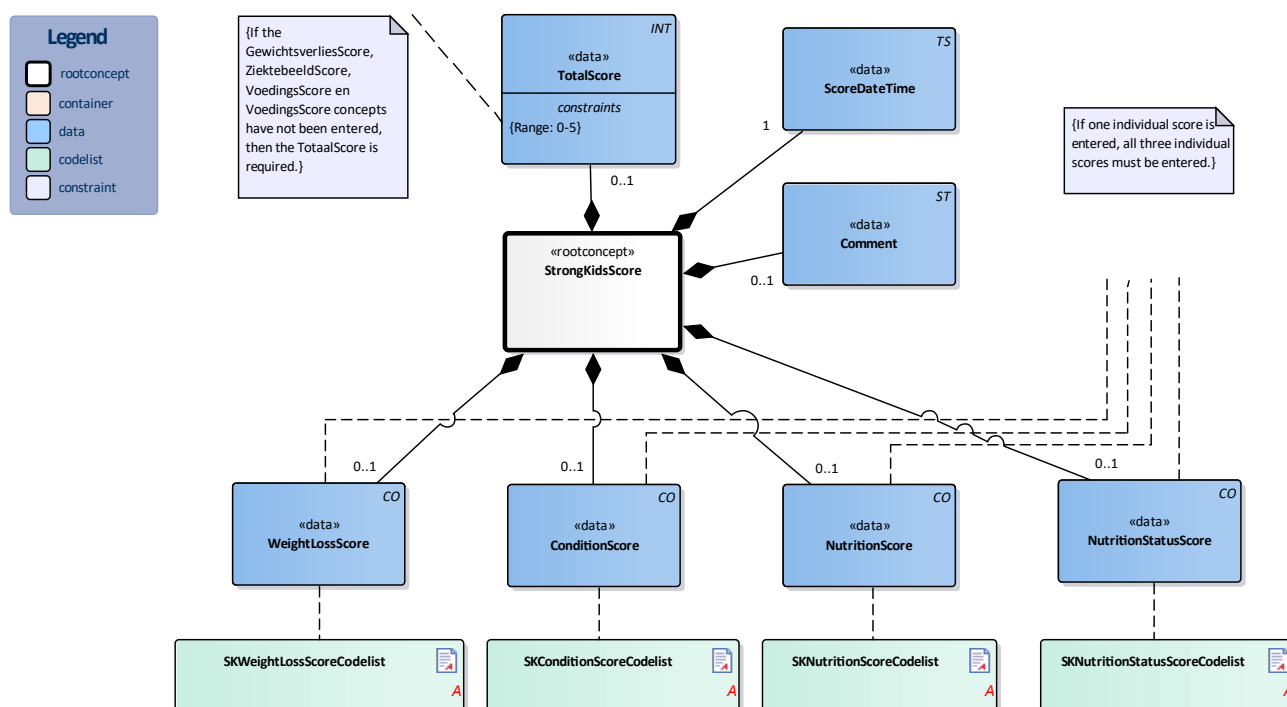 Legend
rootconcept
container
data
codelist
constraint
{If the
GewichtsverliesScore,
ZiektebeeldScore,
VoedingsScore en
VoedingsScore concepts
have not been entered,
then the TotaalScore is
required.}
INT
«data»
TotalScore
constraints
{Range: 0-5}
0..1
TS
«data»
ScoreDateTime
1
ST
«data»
Comment
0..1
{If one individual score is
entered, all three individual
scores must be entered.}
«rootconcept»
StrongKidsScore
0..1
0..1
0..1
0..1
CO
«data»
WeightLossScore
CO
«data»
ConditionScore
CO
«data»
NutritionScore
CO
«data»
NutritionStatusScore
SKWeightLossScoreCodelist
A
SKConditionScoreCodelist
A
SKNutritionScoreCodelist
A
SKNutritionStatusScoreCodelist
A